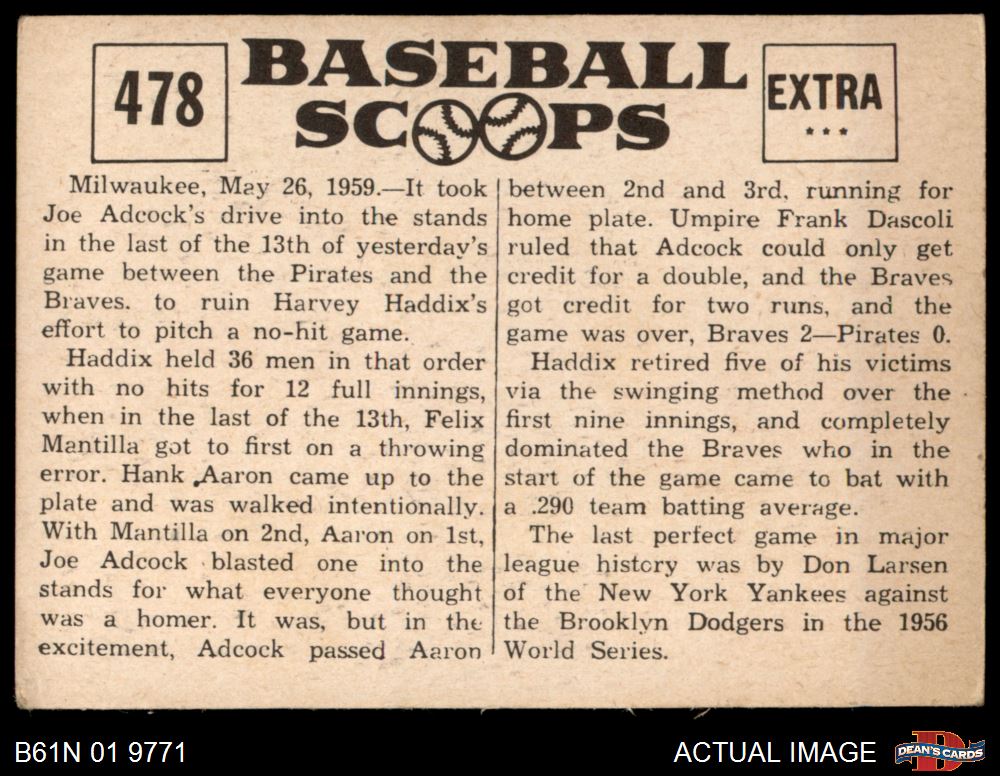 478
BASEBALL
SCOOPS
EXTRA
***
Milwaukee, May 26, 1959.—It took
Joe Adcock's drive into the stands
in the last of the 13th of yesterday's
game between the Pirates and the
Braves. to ruin Harvey Haddix's
effort to pitch a no-hit game.
Haddix held 36 men in that order
with no hits for 12 full innings,
when in the last of the 13th, Felix
Mantilla got to first on a throwing
error. Hank Aaron came up to the
plate and was walked intentionally.
With Mantilla on 2nd, Aaron on 1st,
Joe Adcock blasted one into the
stands for what everyone thought
was a homer. It was, but in the
excitement, Adcock passed Aaron
between 2nd and 3rd, running for
home plate. Umpire Frank Dascoli
ruled that Adcock could only get
credit for a double, and the Braves
got credit for two runs, and the
game was over, Braves 2—Pirates 0.
Haddix retired five of his victims
via the swinging method over the
first nine innings, and completely
dominated the Braves who in the
start of the game came to bat with
a .290 team batting average.
The last perfect game in major
league history was by Don Larsen
of the New York Yankees against
the Brooklyn Dodgers in the 1956
World Series.
B61N 01 9771
ACTUAL IMAGE
D
DEAN'S CARDS